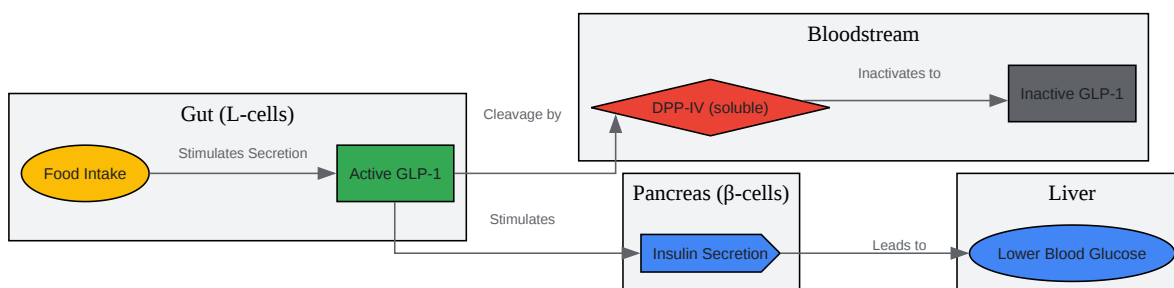 Bloodstream
Inactivates to
DPP-IV (soluble)
Inactive GLP-1
Gut (L-cells)
Cleavage by
Stimulates Secretion
Food Intake
Active GLP-1
Pancreas (β-cells)
Liver
Stimulates
Insulin Secretion
Leads to
Lower Blood Glucose